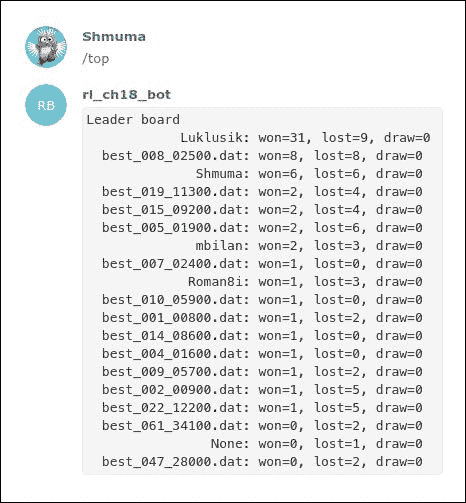 Shmuma
/top
RB
rl_ch18_bot
Leader board
Luklusik: won=31, lost=9, draw=0
best_008_02500.dat: won=8, lost=8, draw=0
Shmuma: won=6, lost=6, draw=0
best_019_11300.dat: won=2, lost=4, draw=0
best_015_09200.dat: won=2, lost=4, draw=0
best_005_01900.dat: won=2, lost=6, draw=0
mbilan: won=2, lost=3, draw=0
best_007_02400.dat: won=1, lost=0, draw=0
Roman8i: won=1, lost=3, draw=0
best_010_05900.dat: won=1, lost=0, draw=0
best_001_00800.dat: won=1, lost=2, draw=0
best_014_08600.dat: won=1, lost=0, draw=0
best_004_01600.dat: won=1, lost=0, draw=0
best_009_05700.dat: won=1, lost=2, draw=0
best_002_00900.dat: won=1, lost=5, draw=0
best_022_12200.dat: won=1, lost=5, draw=0
best_061_34100.dat: won=0, lost=2, draw=0
None: won=0, lost=1, draw=0
best_047_28000.dat: won=0, lost=2, draw=0